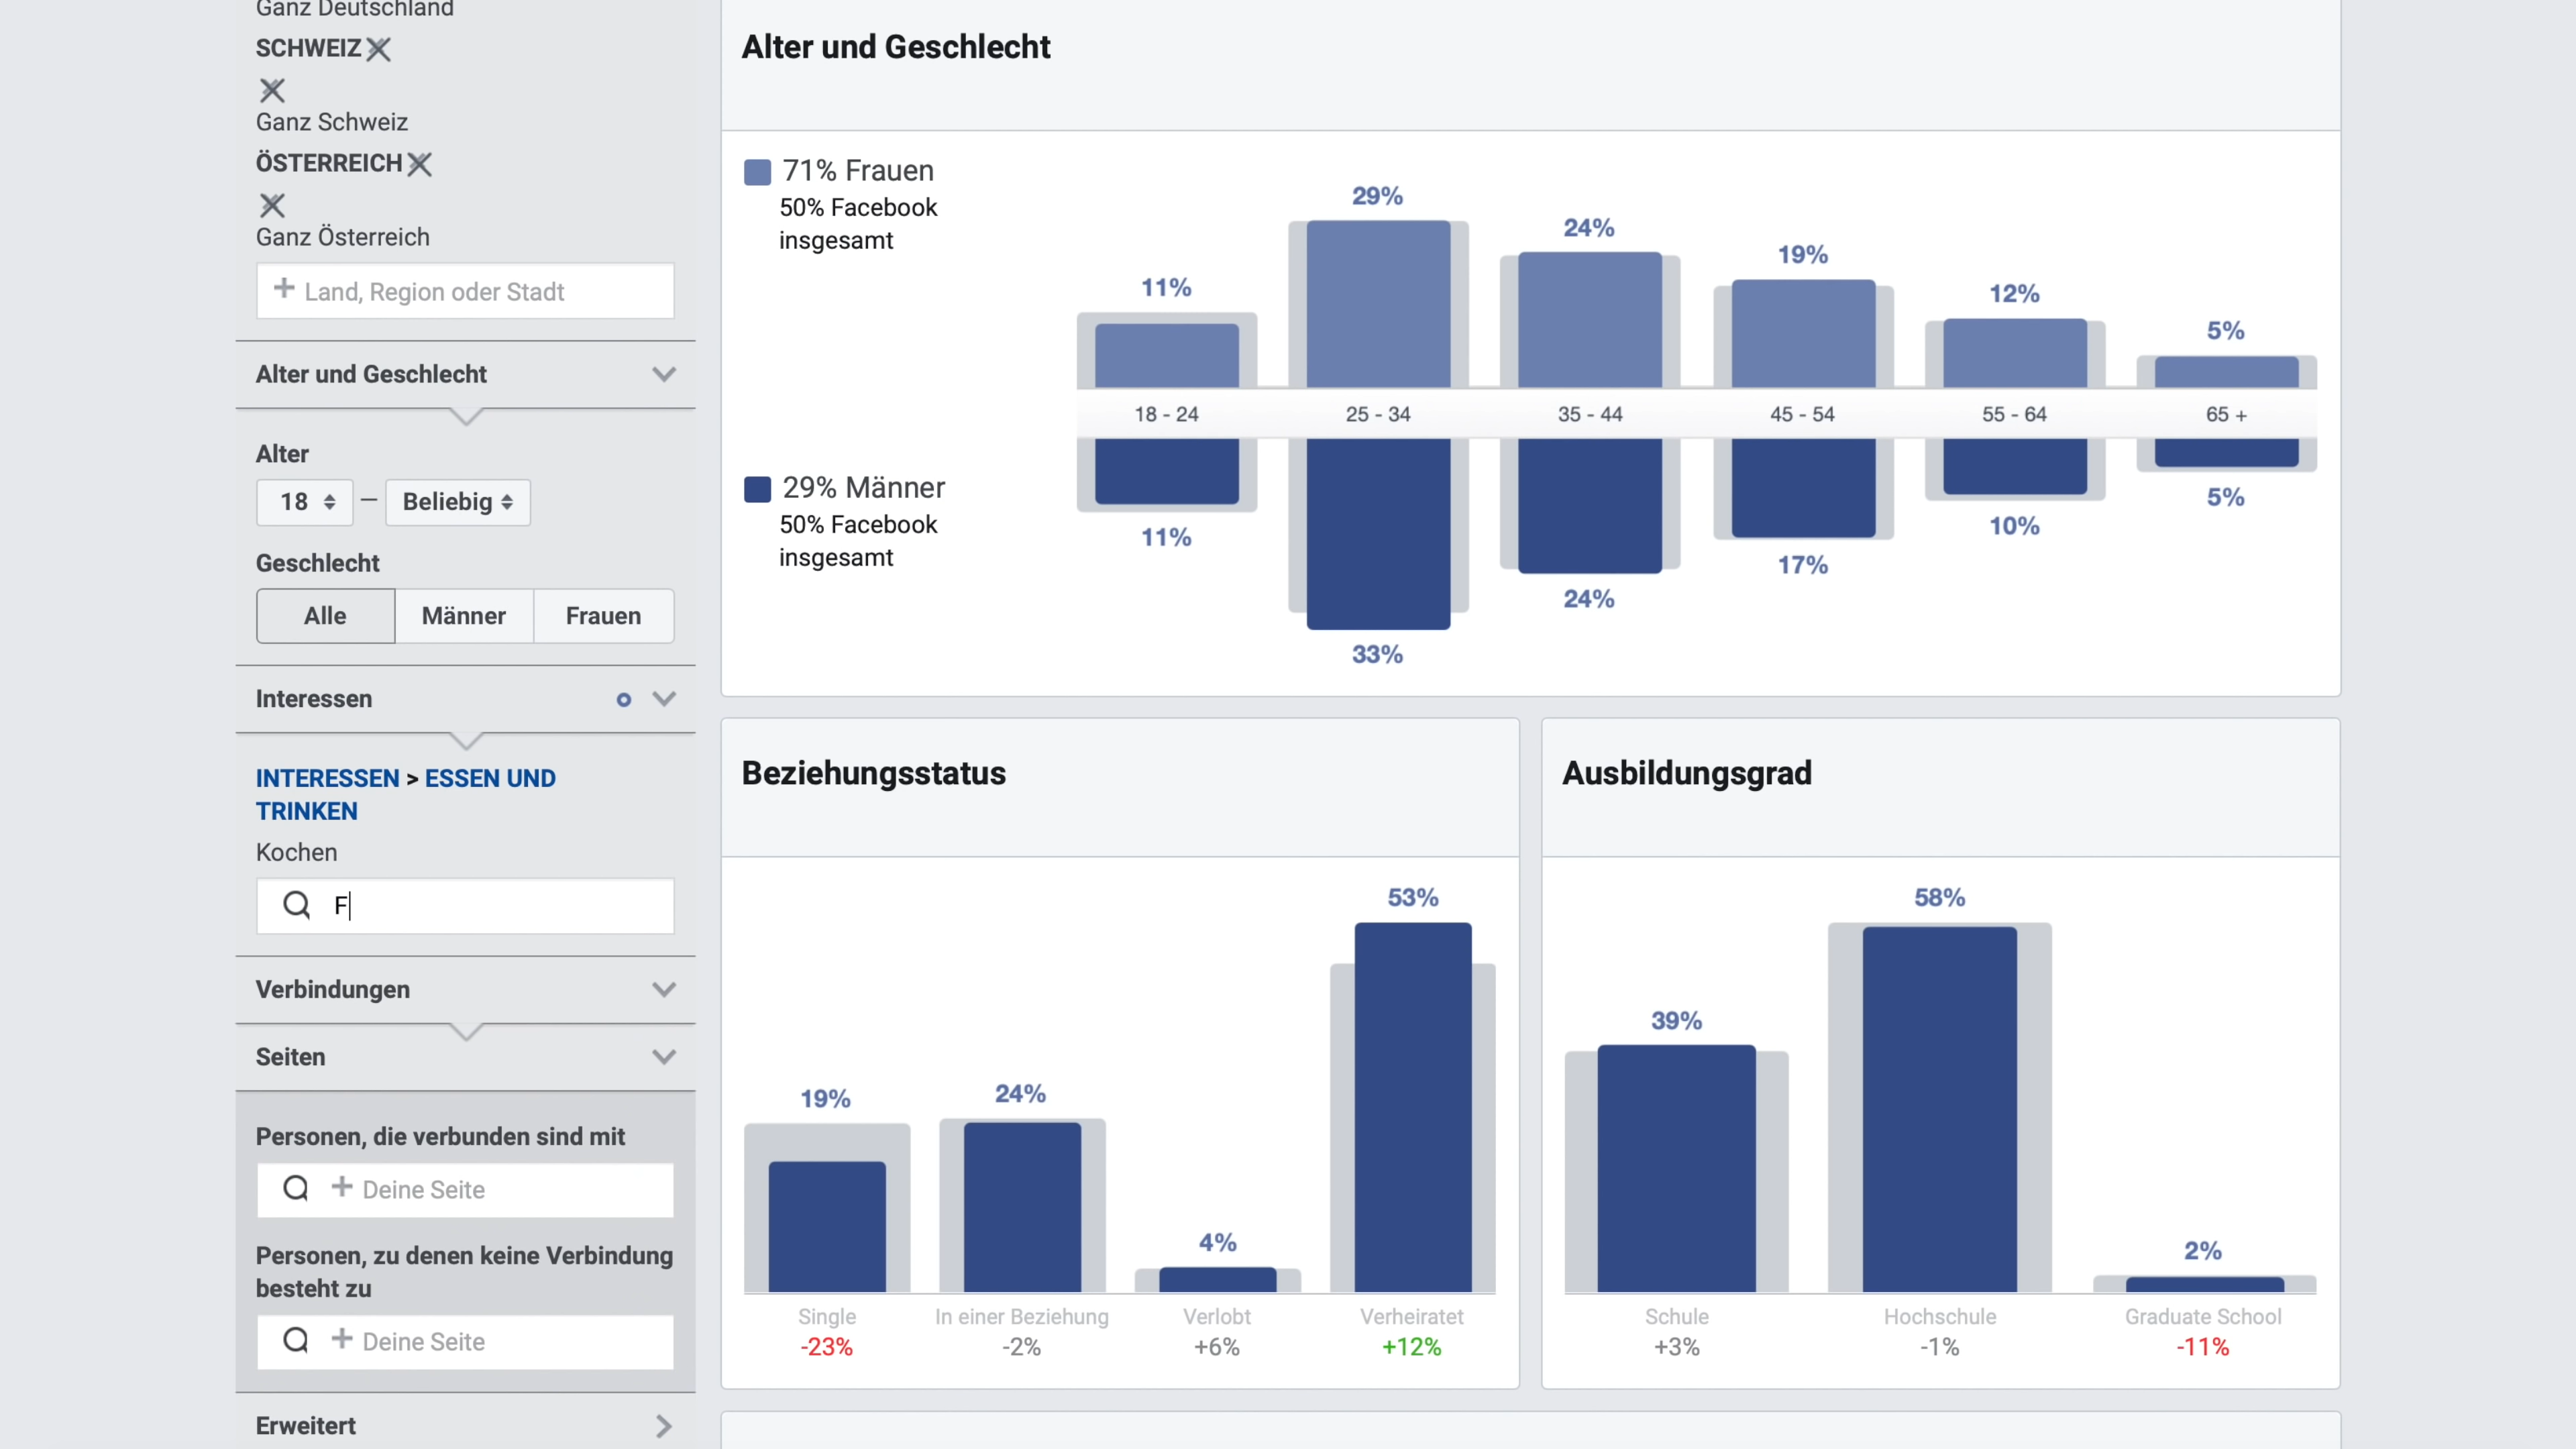 Ganz Deutschland
SCHWEIZ
Ganz Schweiz
ÖSTERREICH
Ganz Österreich
+ Land, Region oder Stadt
Alter und Geschlecht
Alter
18 – Beliebig
Geschlecht
Alle Männer Frauen
Interessen
INTERESSEN > ESSEN UND
TRINKEN
Kochen
F
Verbindungen
Seiten
Personen, die verbunden sind mit
+ Deine Seite
Personen, zu denen keine Verbindung
besteht zu
+ Deine Seite
Erweitert
Alter und Geschlecht
71% Frauen
50% Facebook
insgesamt
11% 29% 24% 19% 12% 5%
18 - 24 25 - 34 35 - 44 45 - 54 55 - 64 65 +
29% Männer
50% Facebook
insgesamt
11% 33% 24% 17% 10% 5%
Beziehungsstatus
19% 24% 4% 53%
Single In einer Beziehung Verlobt Verheiratet
-23% -2% +6% +12%
Ausbildungsgrad
39% 58% 2%
Schule Hochschule Graduate School
+3% -1% -11%